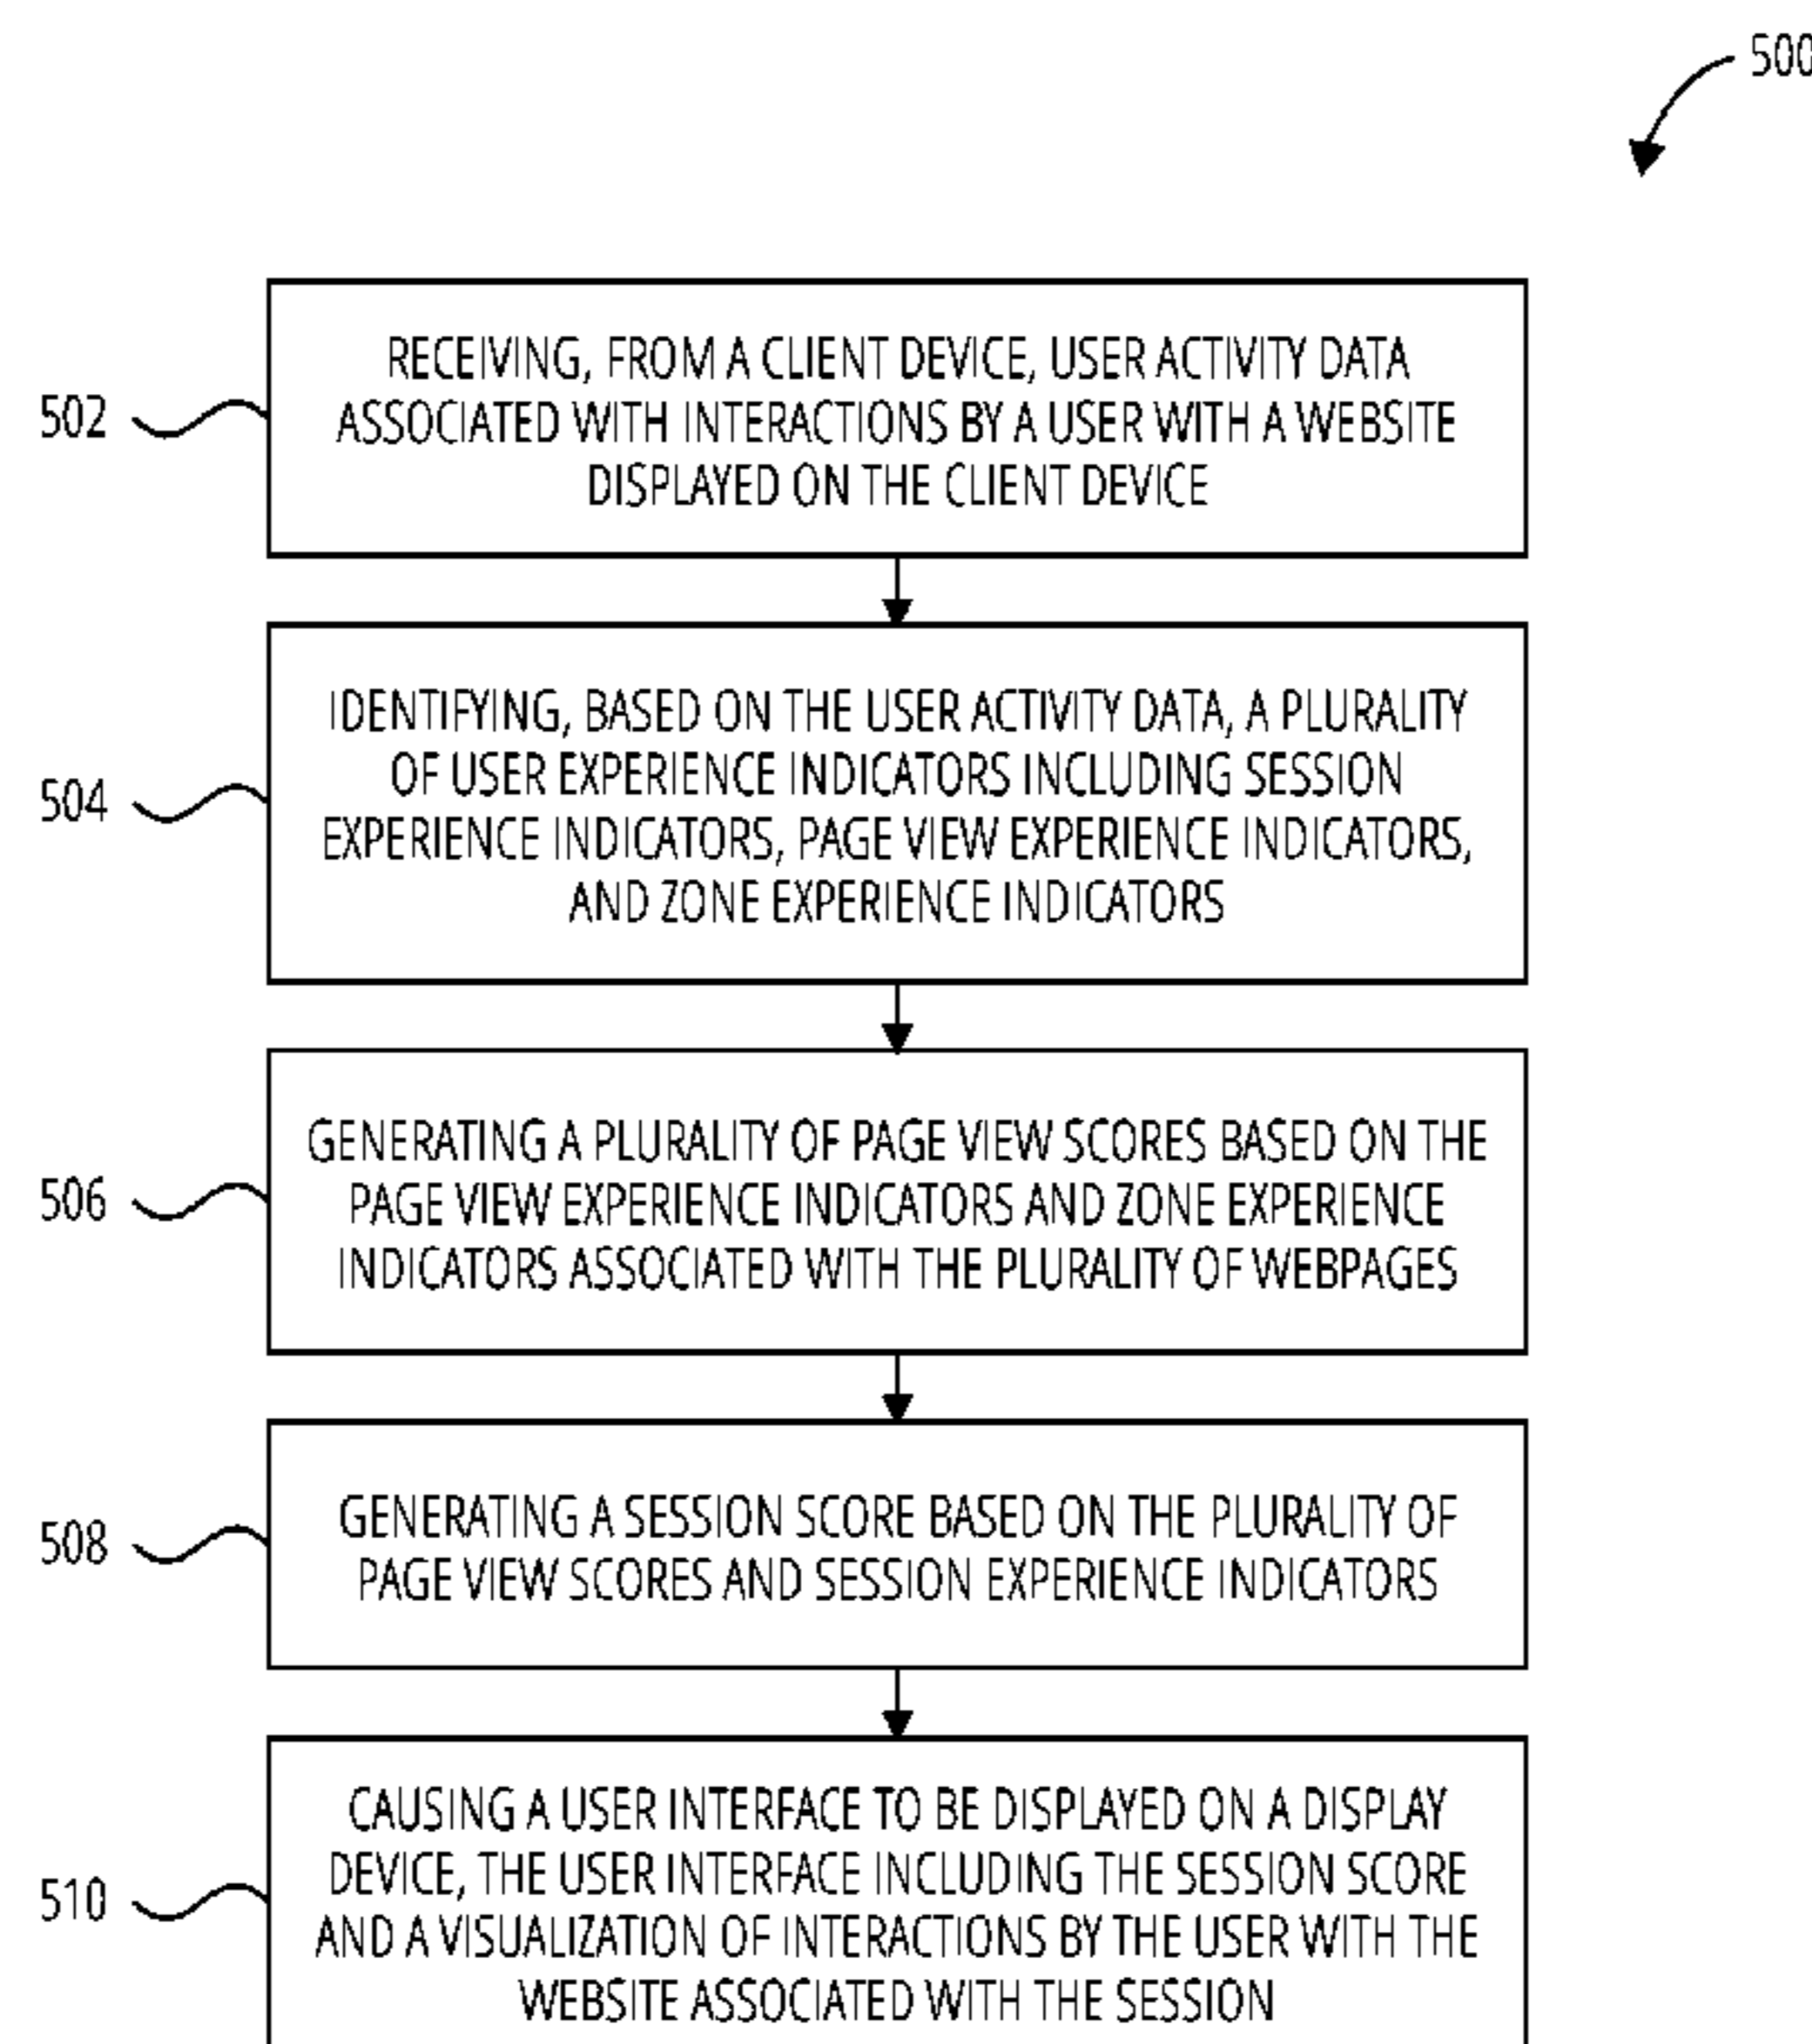 500
502
RECEIVING, FROM A CLIENT DEVICE, USER ACTIVITY DATA
ASSOCIATED WITH INTERACTIONS BY A USER WITH A WEBSITE
DISPLAYED ON THE CLIENT DEVICE
504
IDENTIFYING, BASED ON THE USER ACTIVITY DATA, A PLURALITY
OF USER EXPERIENCE INDICATORS INCLUDING SESSION
EXPERIENCE INDICATORS, PAGE VIEW EXPERIENCE INDICATORS,
AND ZONE EXPERIENCE INDICATORS
506
GENERATING A PLURALITY OF PAGE VIEW SCORES BASED ON THE
PAGE VIEW EXPERIENCE INDICATORS AND ZONE EXPERIENCE
INDICATORS ASSOCIATED WITH THE PLURALITY OF WEBPAGES
508
GENERATING A SESSION SCORE BASED ON THE PLURALITY OF
PAGE VIEW SCORES AND SESSION EXPERIENCE INDICATORS
510
CAUSING A USER INTERFACE TO BE DISPLAYED ON A DISPLAY
DEVICE, THE USER INTERFACE INCLUDING THE SESSION SCORE
AND A VISUALIZATION OF INTERACTIONS BY THE USER WITH THE
WEBSITE ASSOCIATED WITH THE SESSION